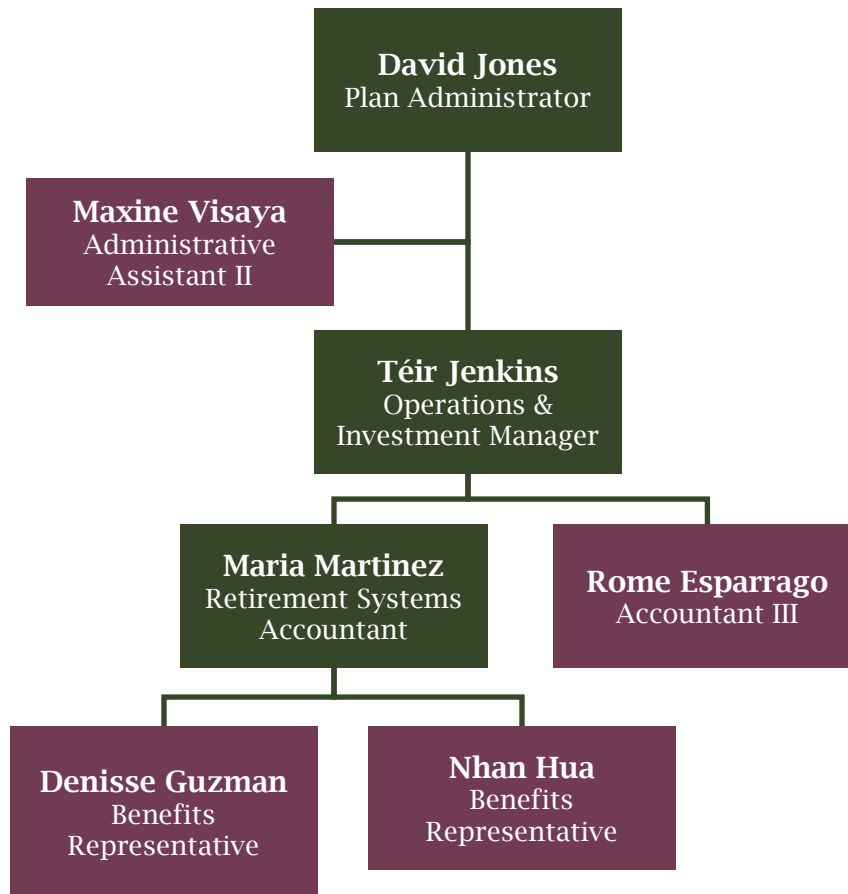 David Jones
Plan Administrator
Maxine Visaya
Administrative
Assistant II
Téir Jenkins
Operations &
Investment Manager
Maria Martinez
Retirement Systems
Accountant
Rome Esparrago
Accountant III
Denisse Guzman
Benefits
Representative
Nhan Hua
Benefits
Representative